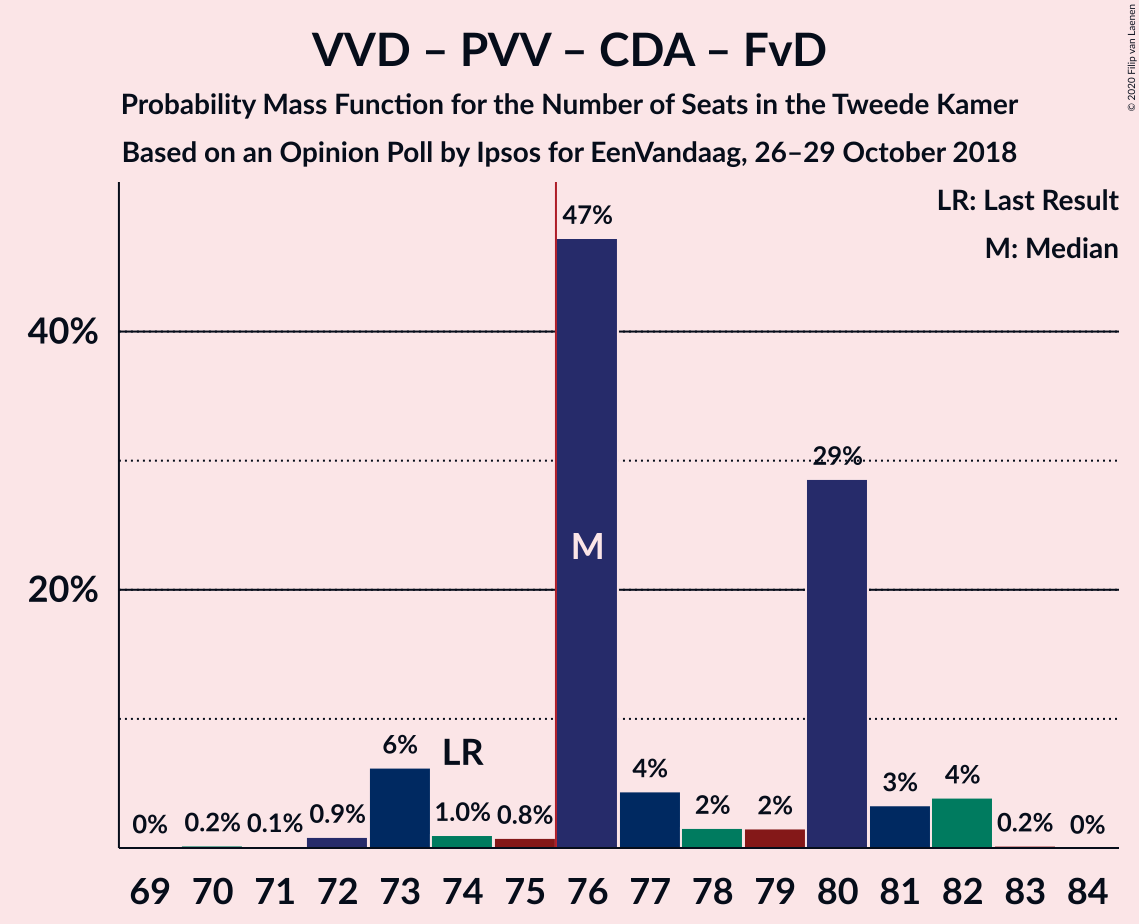 VVD – PVV – CDA – FvD
Probability Mass Function for the Number of Seats in the Tweede Kamer
Based on an Opinion Poll by Ipsos for EenVandaag, 26–29 October 2018
© 2020 Filip van Laenen
LR: Last Result
M: Median
47%
40%
29%
M
20%
6%
LR
4%
4%
3%
2%
2%
0%
0.2%
0.1%
0.9%
1.0%
0.8%
0.2%
0%
69 70 71 72 73 74 75 76 77 78 79 80 81 82 83 84